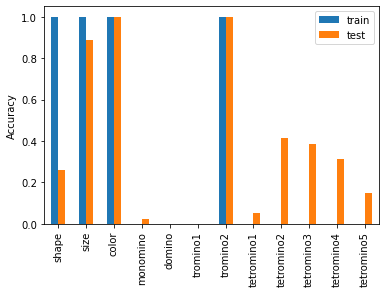 1.0
0.8
0.6
0.4
0.2
0.0
Accuracy
train
test
shape
size
color
monomino
domino
tromino1
tromino2
tetromino1
tetromino2
tetromino3
tetromino4
tetromino5